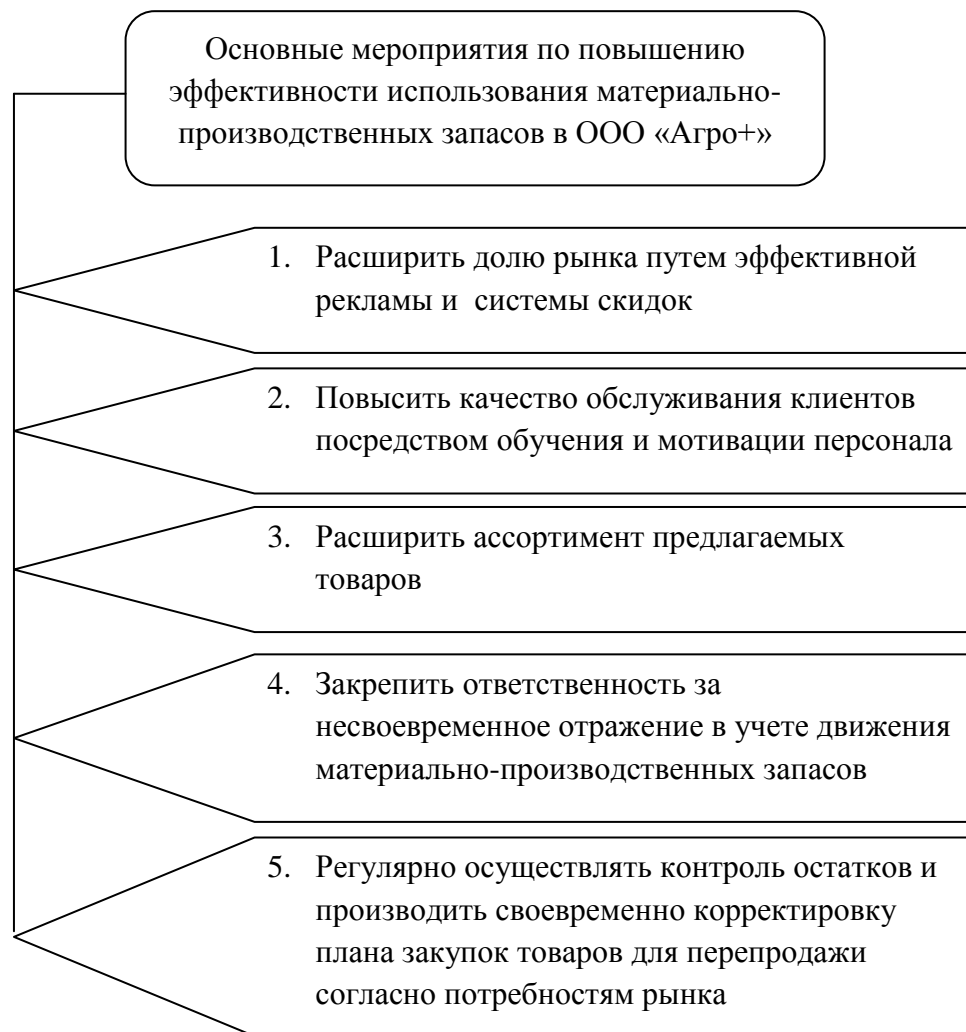 Основные мероприятия по повышению
эффективности использования материально-
производственных запасов в ООО «Агро+»
1. Расширить долю рынка путем эффективной
рекламы и системы скидок
2. Повысить качество обслуживания клиентов
посредством обучения и мотивации персонала
3. Расширить ассортимент предлагаемых
товаров
4. Закрепить ответственность за
несвоевременное отражение в учете движения
материально-производственных запасов
5. Регулярно осуществлять контроль остатков и
производить своевременно корректировку
плана закупок товаров для перепродажи
согласно потребностям рынка